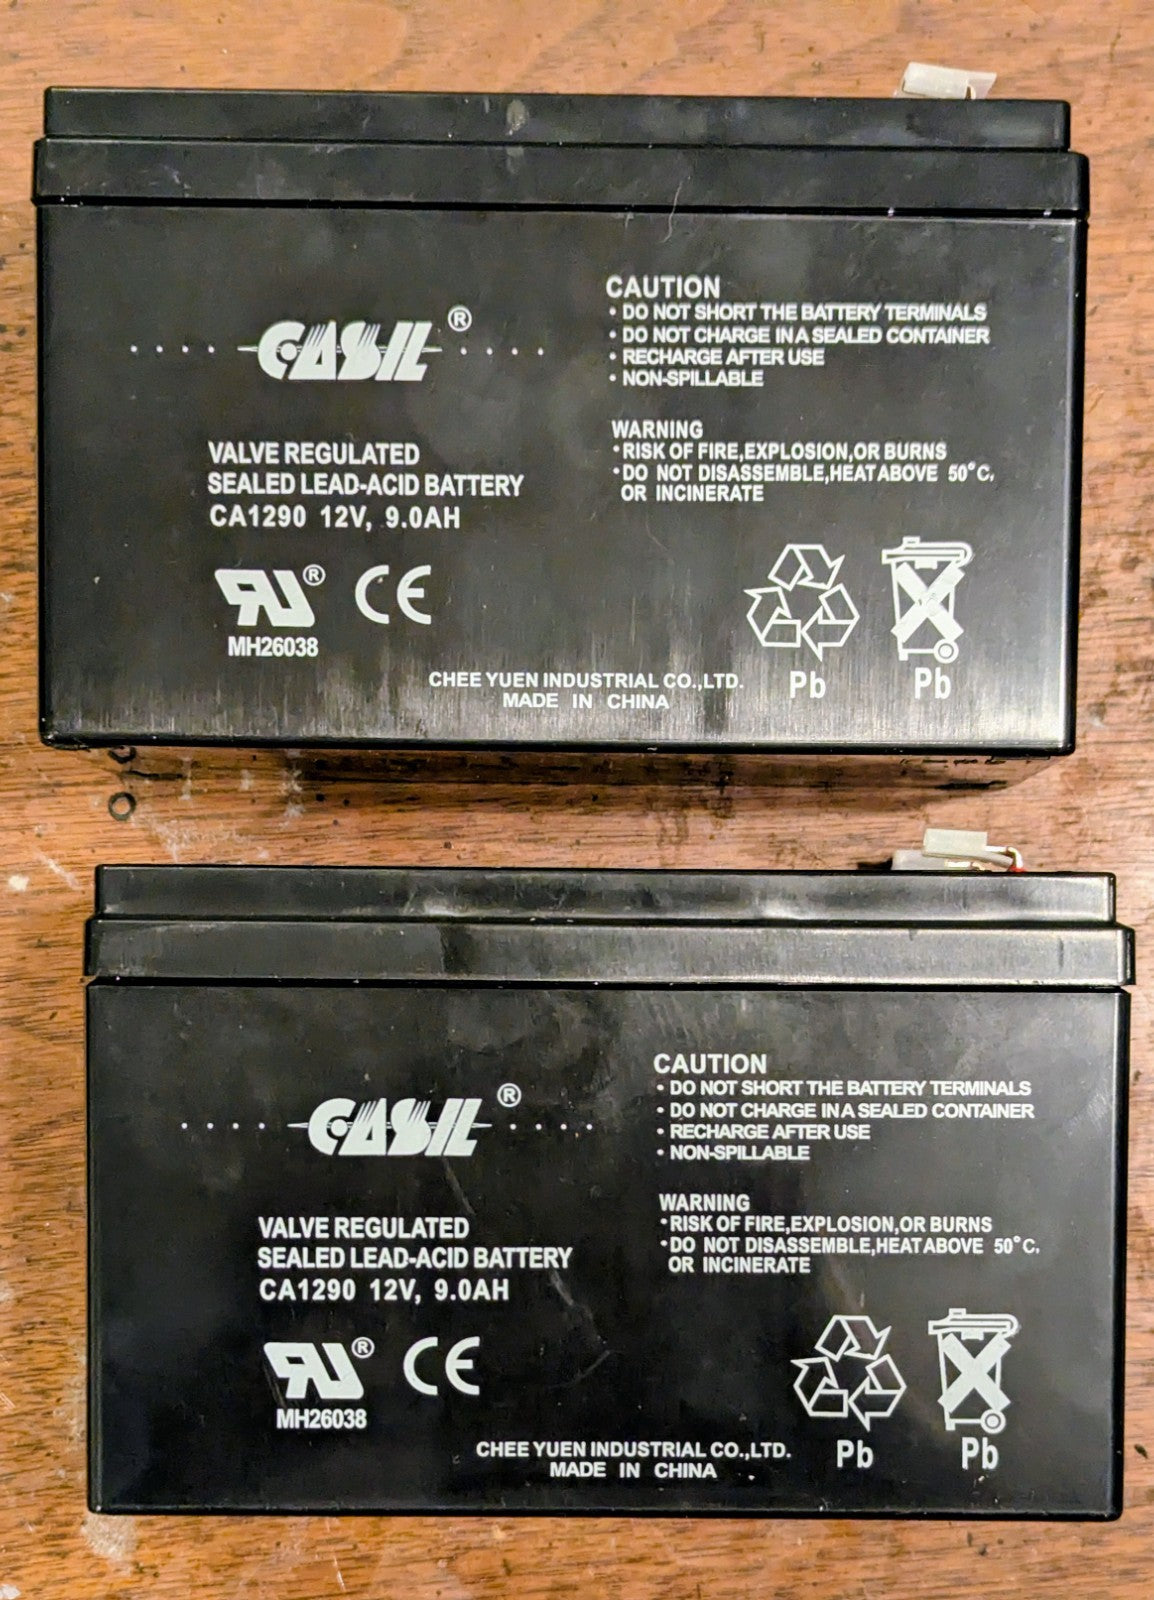 CASIL®
VALVE REGULATED
SEALED LEAD-ACID BATTERY
CA1290 12V, 9.0AH
RU®
CE
MH26038
CAUTION
• DO NOT SHORT THE BATTERY TERMINALS
• DO NOT CHARGE IN A SEALED CONTAINER
• RECHARGE AFTER USE
• NON-SPILLABLE
WARNING
•RISK OF FIRE,EXPLOSION,OR BURNS
•DO NOT DISASSEMBLE,HEAT ABOVE 50°C,
OR INCINERATE
Pb
Pb
CHEE YUEN INDUSTRIAL CO.,LTD.
MADE IN CHINA
CASIL®
VALVE REGULATED
SEALED LEAD-ACID BATTERY
CA1290 12V, 9.0AH
RU®
CE
MH26038
CAUTION
• DO NOT SHORT THE BATTERY TERMINALS
• DO NOT CHARGE IN A SEALED CONTAINER
• RECHARGE AFTER USE
• NON-SPILLABLE
WARNING
•RISK OF FIRE,EXPLOSION,OR BURNS
•DO NOT DISASSEMBLE,HEAT ABOVE 50°C,
OR INCINERATE
Pb
Pb
CHEE YUEN INDUSTRIAL CO.,LTD.
MADE IN CHINA